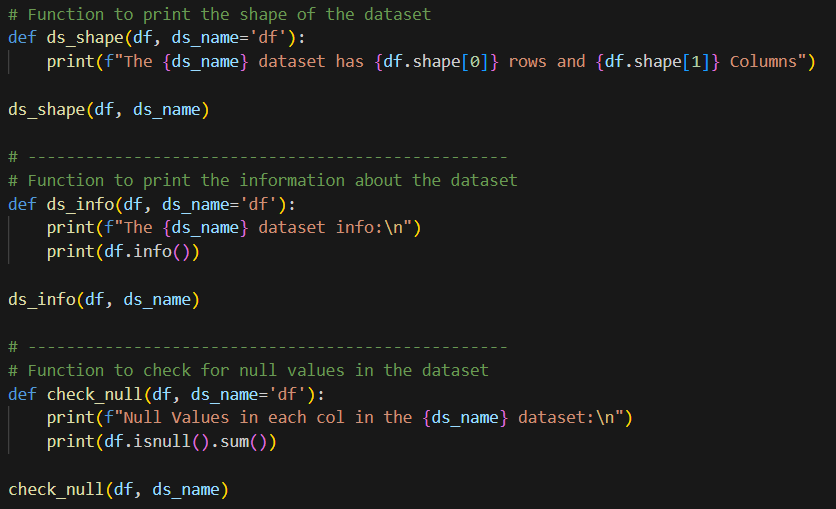 # Function to print the shape of the dataset
def ds_shape(df, ds_name='df'):
    print(f"The {ds_name} dataset has {df.shape[0]} rows and {df.shape[1]} Columns")
ds_shape(df, ds_name)
# --------------------------------------------------
# Function to print the information about the dataset
def ds_info(df, ds_name='df'):
    print(f"The {ds_name} dataset info:\n")
    print(df.info())
ds_info(df, ds_name)
# --------------------------------------------------
# Function to check for null values in the dataset
def check_null(df, ds_name='df'):
    print(f"Null Values in each col in the {ds_name} dataset:\n")
    print(df.isnull().sum())
check_null(df, ds_name)